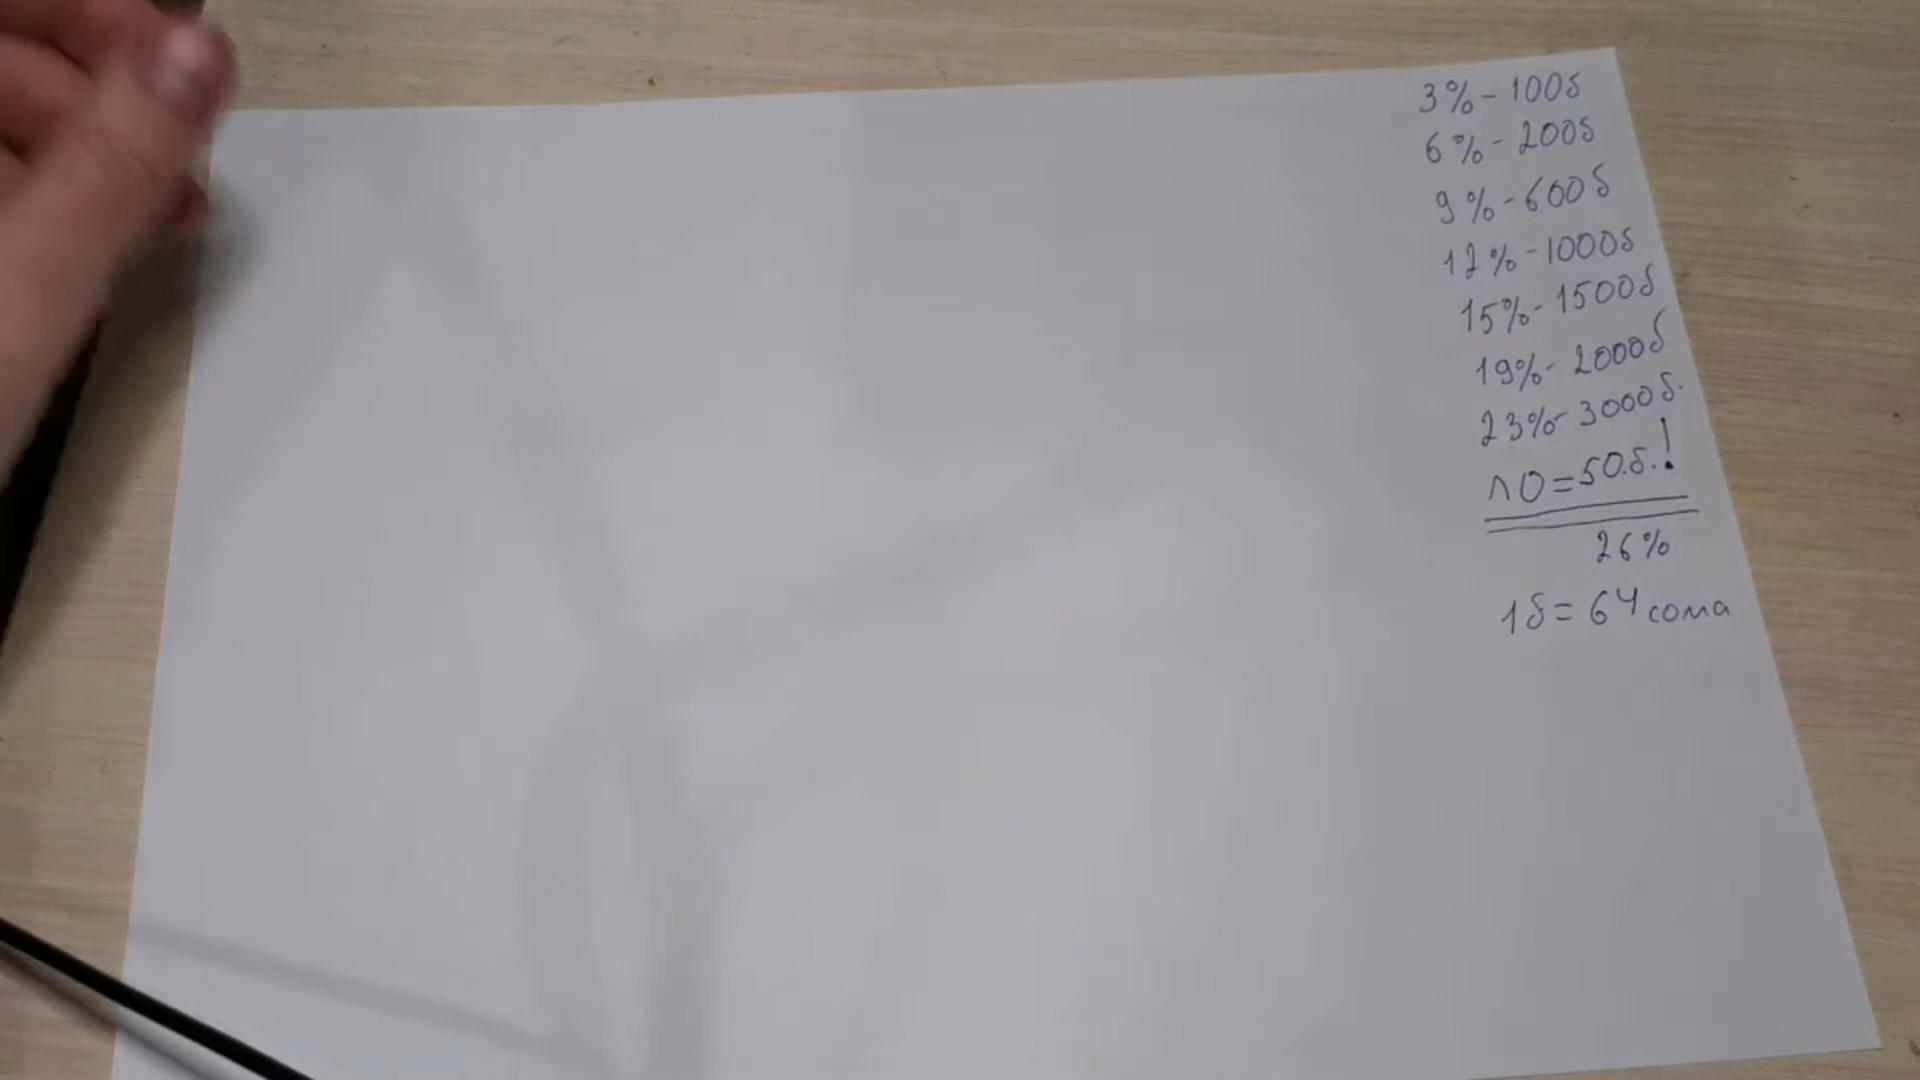 3% - 100б
6% - 200б
9% - 600б
12% - 1000б
15% - 1500б
19% - 2000б
23% - 3000б.
ЛО = 50.б.!
26%
1б = 64 сома